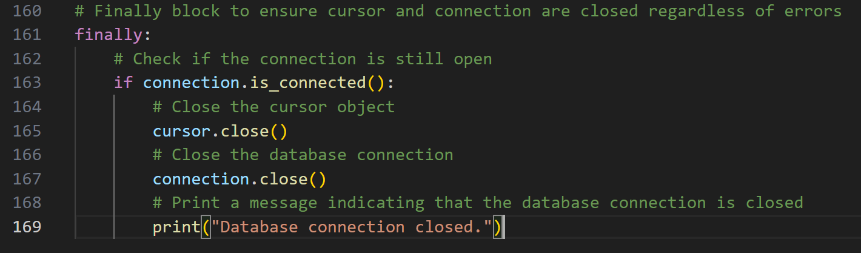 160 # Finally block to ensure cursor and connection are closed regardless of errors
161 finally:
162     # Check if the connection is still open
163     if connection.is_connected():
164         # Close the cursor object
165         cursor.close()
166         # Close the database connection
167         connection.close()
168         # Print a message indicating that the database connection is closed
169         print("Database connection closed.")